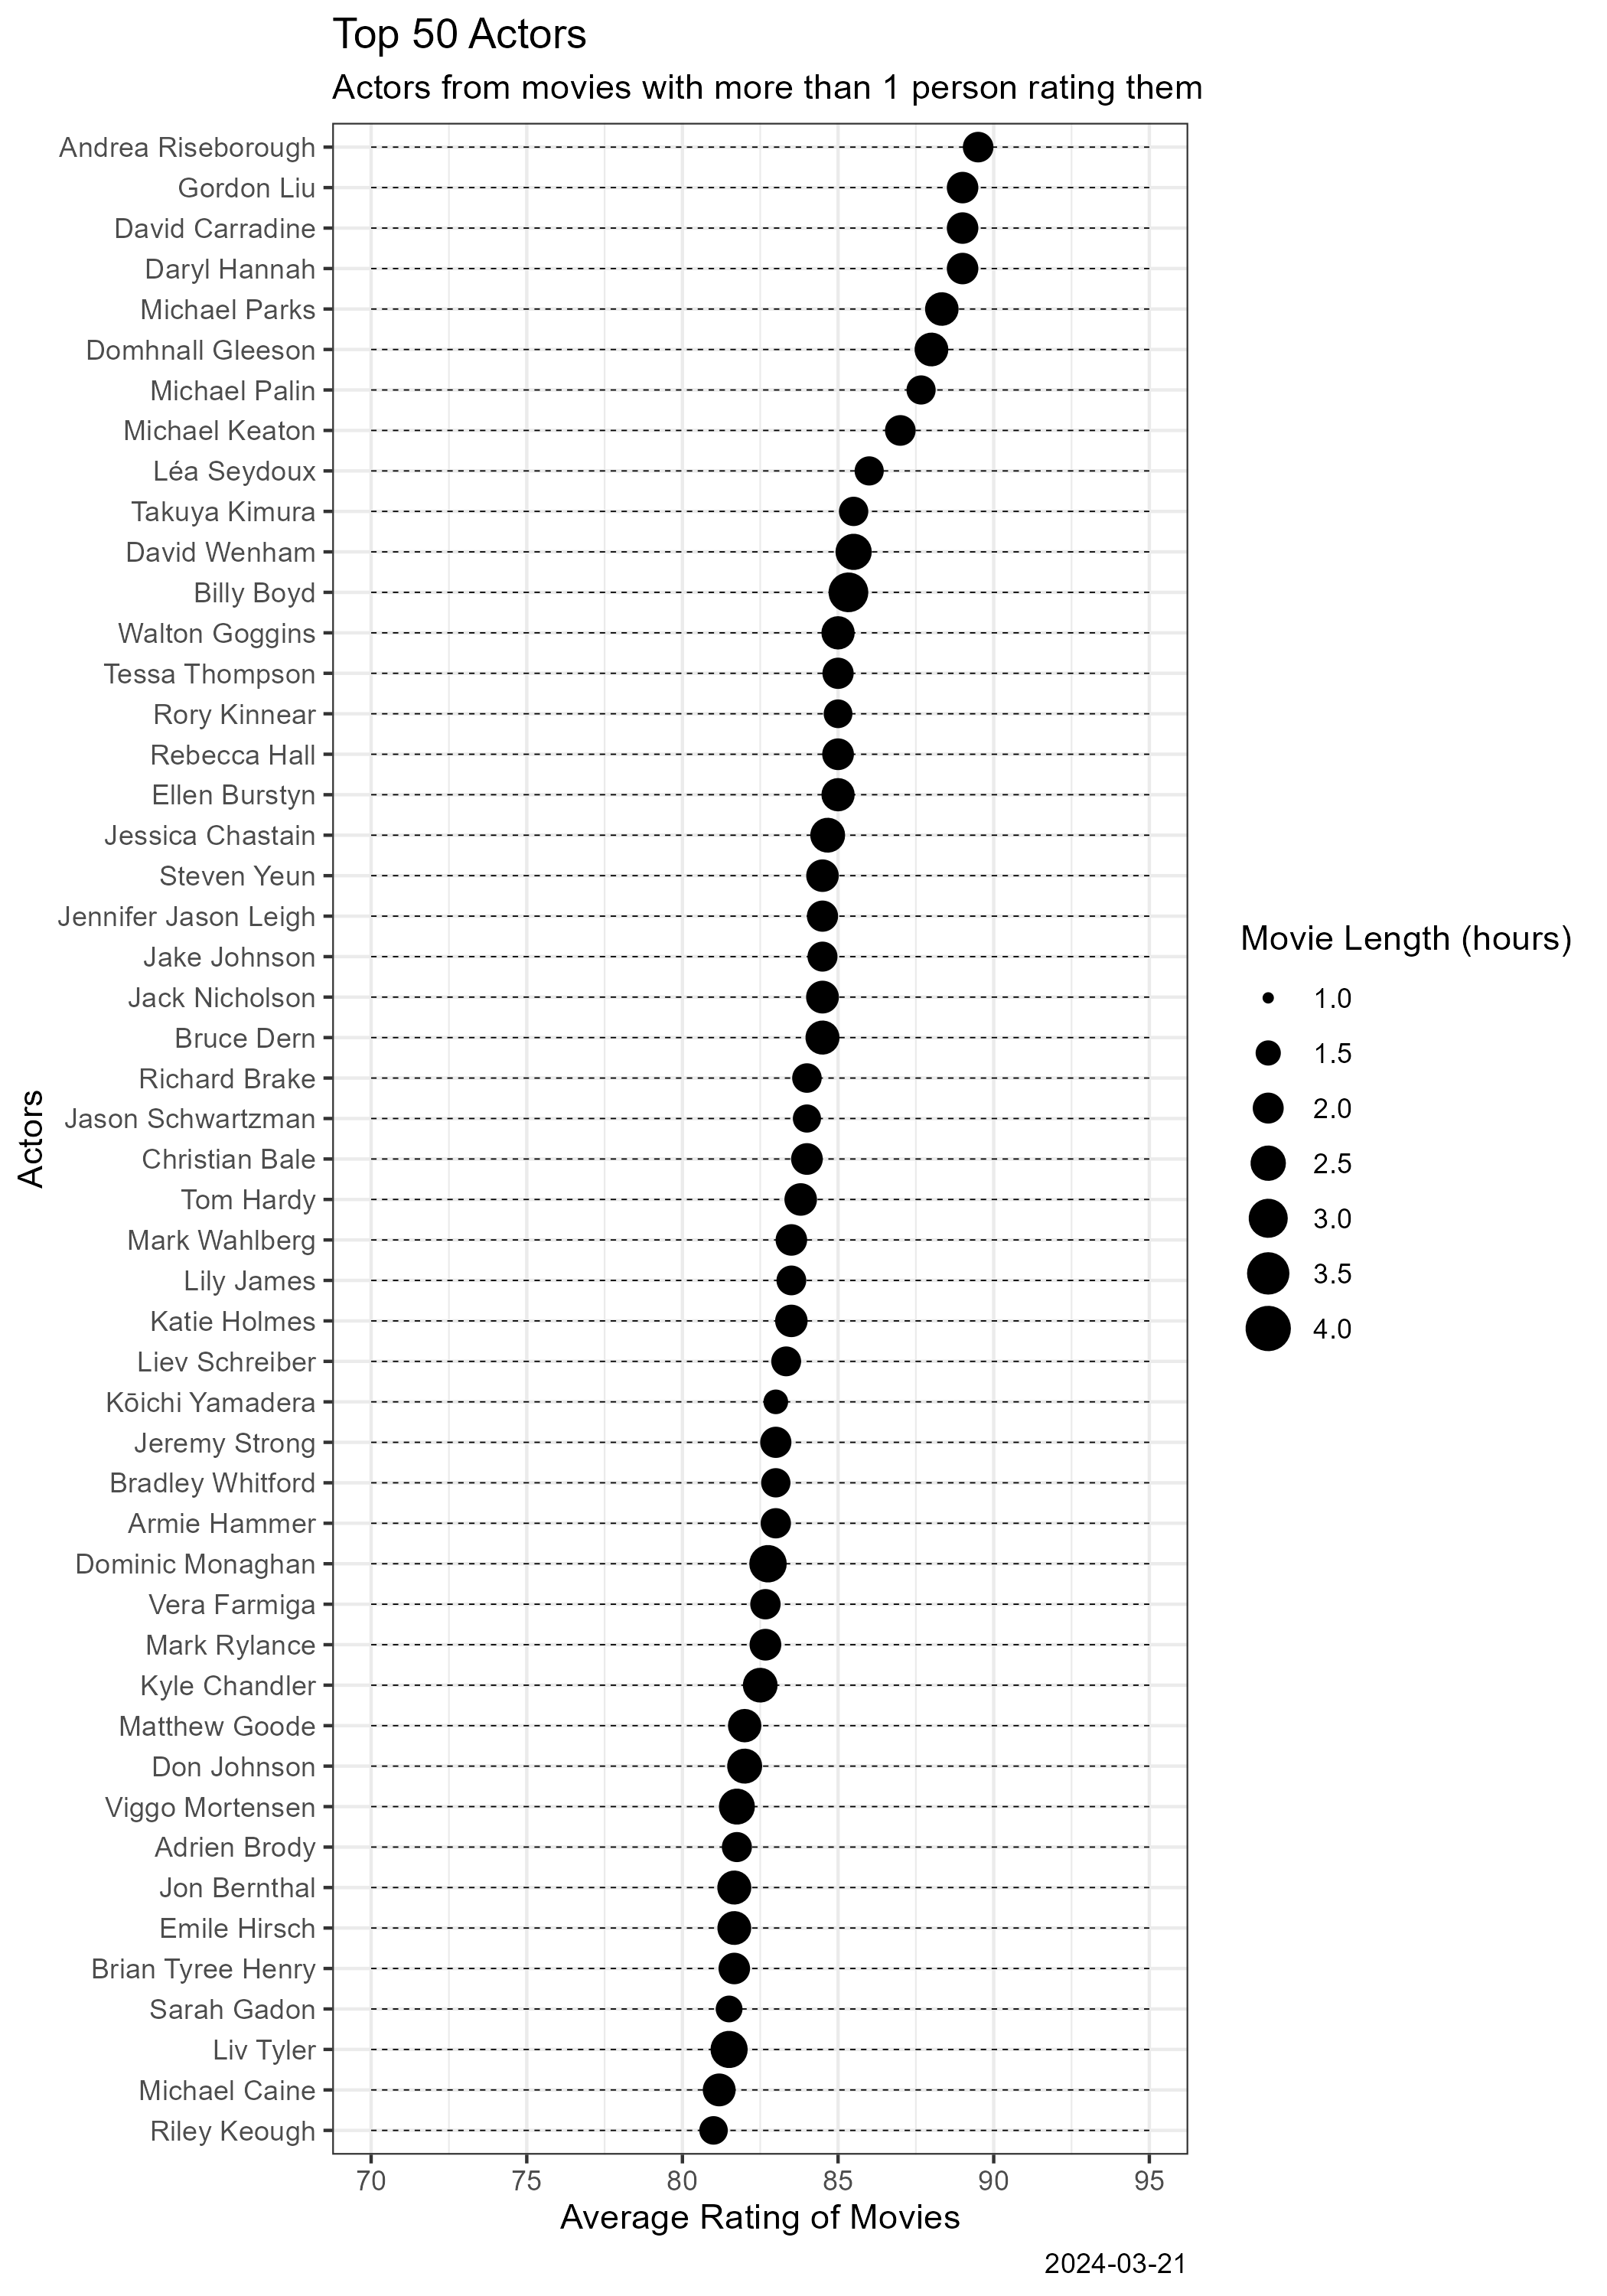 Top 50 Actors
Actors from movies with more than 1 person rating them
Andrea Riseborough
Gordon Liu
David Carradine
Daryl Hannah
Michael Parks
Domhnall Gleeson
Michael Palin
Michael Keaton
Léa Seydoux
Takuya Kimura
David Wenham
Billy Boyd
Walton Goggins
Tessa Thompson
Rory Kinnear
Rebecca Hall
Ellen Burstyn
Jessica Chastain
Steven Yeun
Jennifer Jason Leigh
Jake Johnson
Jack Nicholson
Bruce Dern
Richard Brake
Jason Schwartzman
Christian Bale
Tom Hardy
Mark Wahlberg
Lily James
Katie Holmes
Liev Schreiber
Kōichi Yamadera
Jeremy Strong
Bradley Whitford
Armie Hammer
Dominic Monaghan
Vera Farmiga
Mark Rylance
Kyle Chandler
Matthew Goode
Don Johnson
Viggo Mortensen
Adrien Brody
Jon Bernthal
Emile Hirsch
Brian Tyree Henry
Sarah Gadon
Liv Tyler
Michael Caine
Riley Keough
Actors
70 75 80 85 90 95
Average Rating of Movies
Movie Length (hours)
1.0
1.5
2.0
2.5
3.0
3.5
4.0
2024-03-21